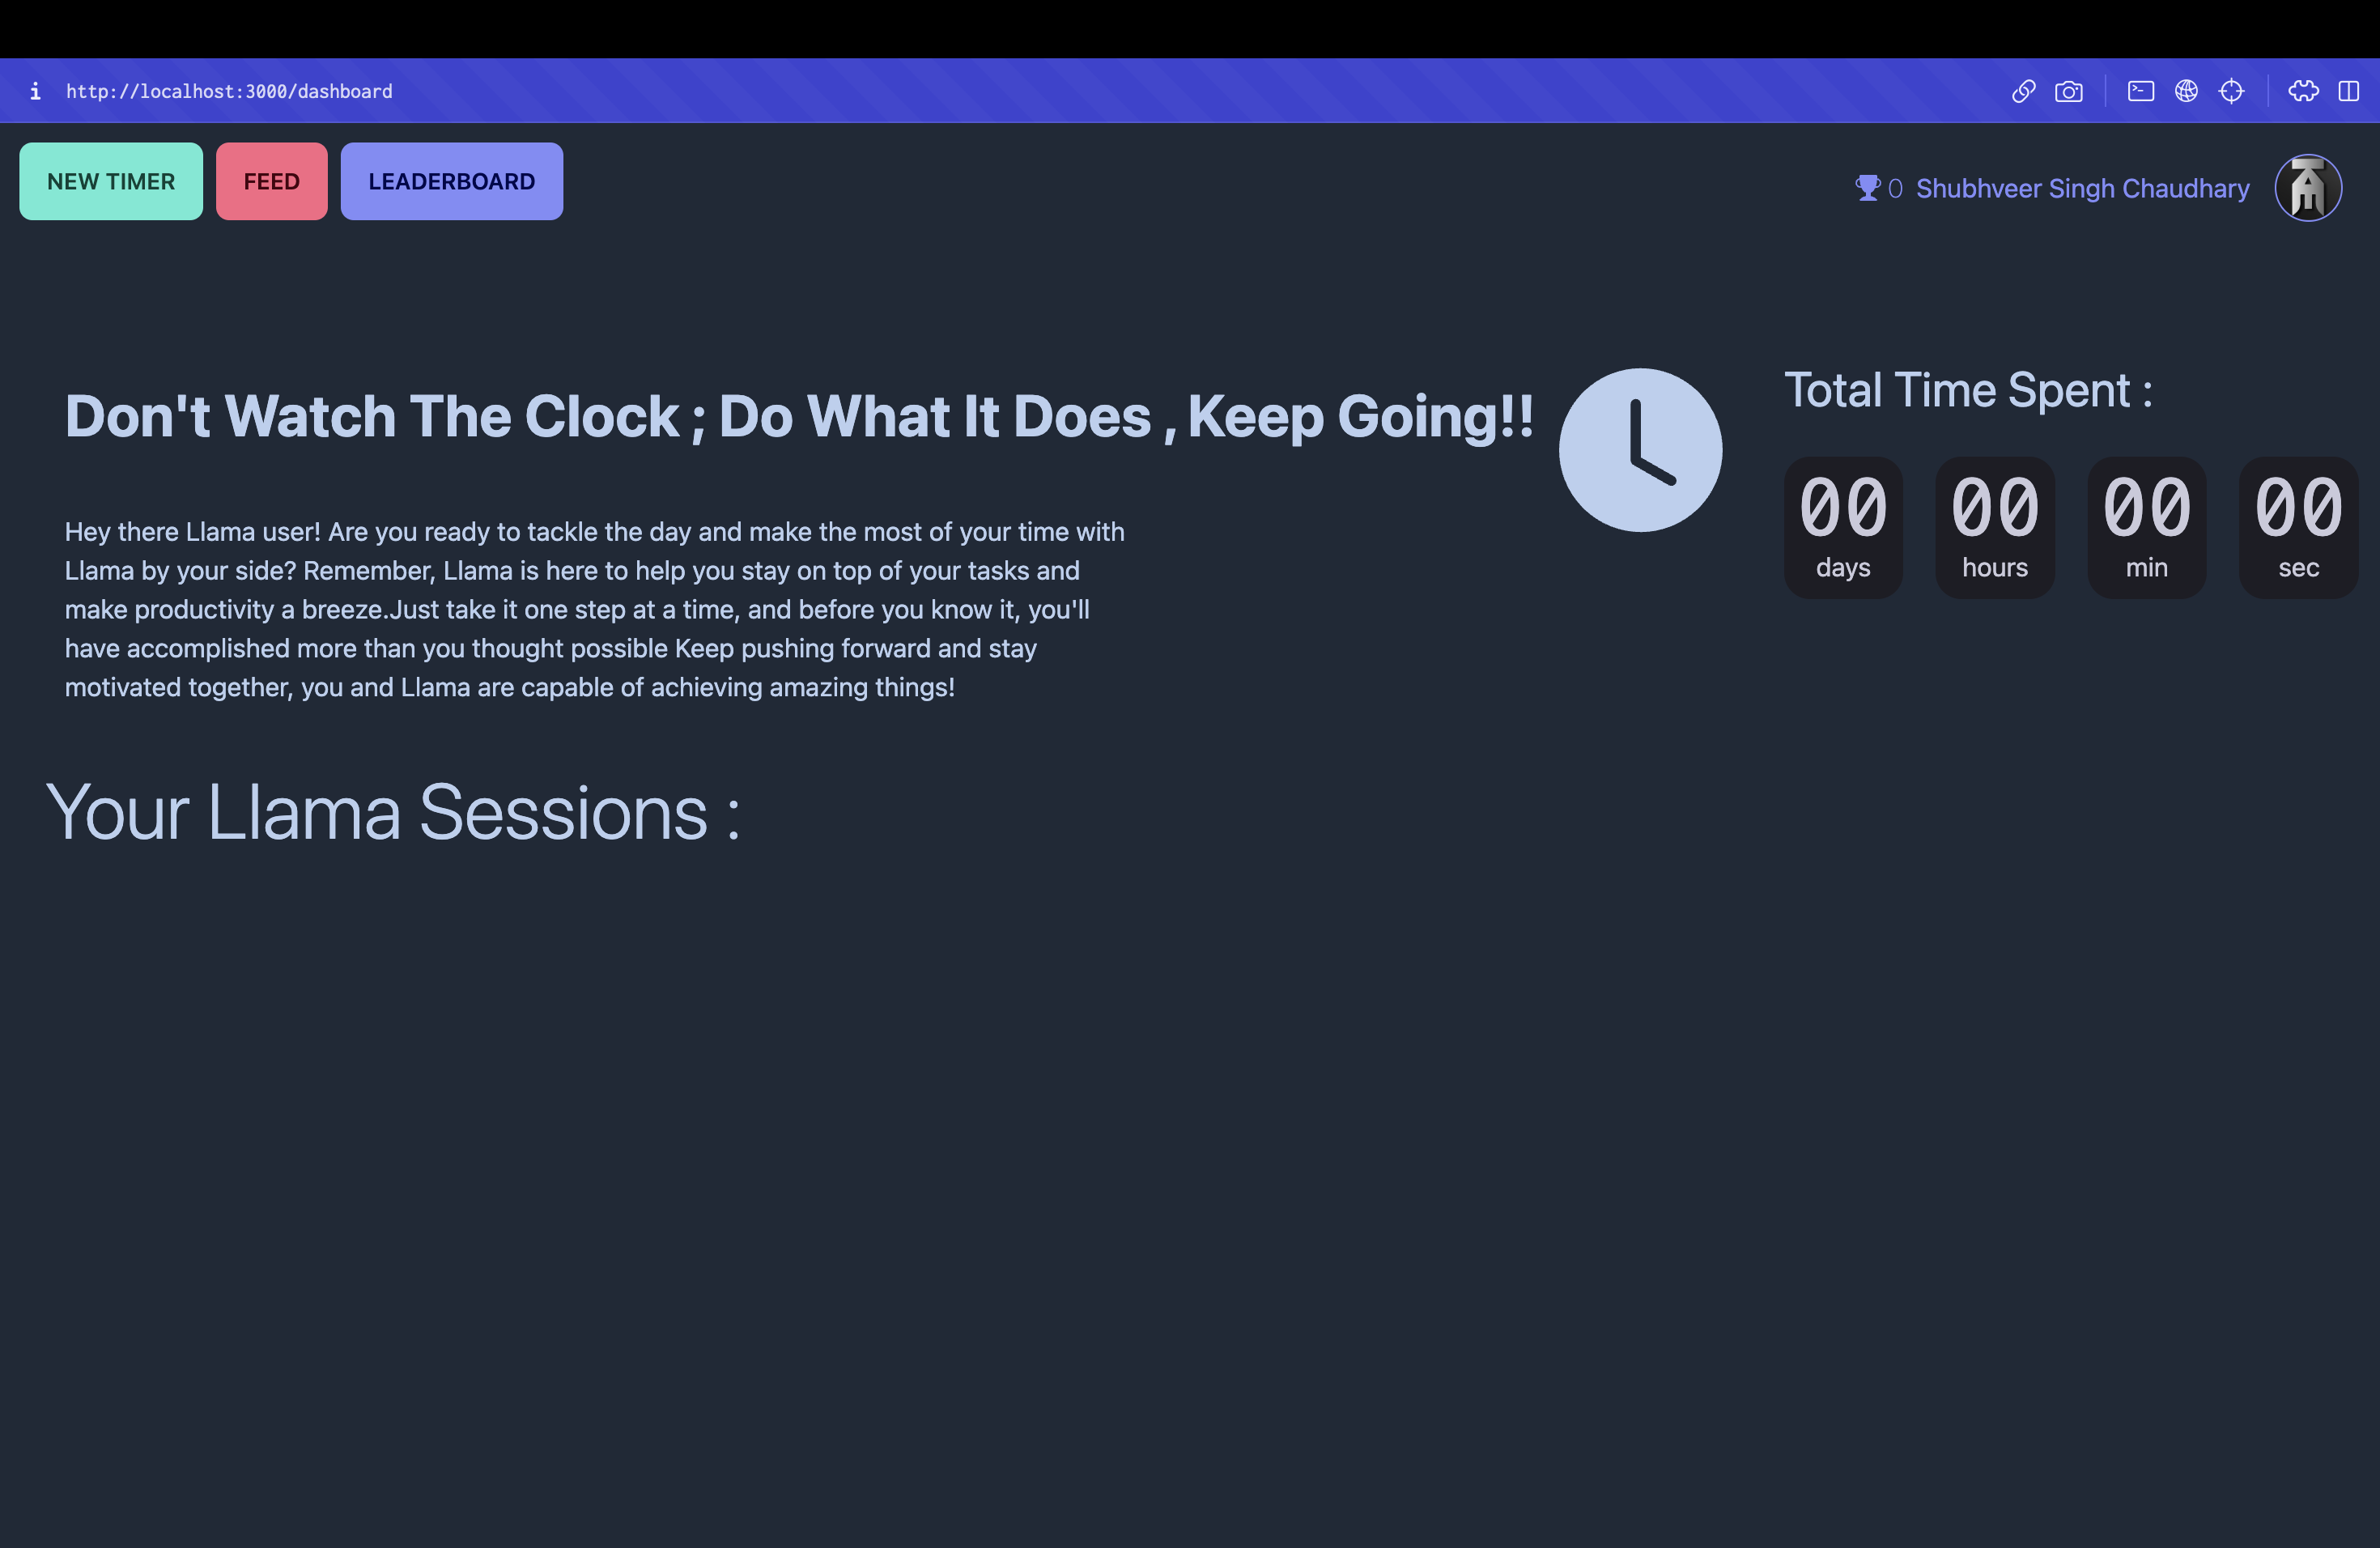 http://localhost:3000/dashboard
NEW TIMER FEED LEADERBOARD
0 Shubhveer Singh Chaudhary
Don't Watch The Clock ; Do What It Does , Keep Going!!
Hey there Llama user! Are you ready to tackle the day and make the most of your time with
Llama by your side? Remember, Llama is here to help you stay on top of your tasks and
make productivity a breeze.Just take it one step at a time, and before you know it, you'll
have accomplished more than you thought possible Keep pushing forward and stay
motivated together, you and Llama are capable of achieving amazing things!
Total Time Spent :
00 00 00 00
days hours min sec
Your Llama Sessions :